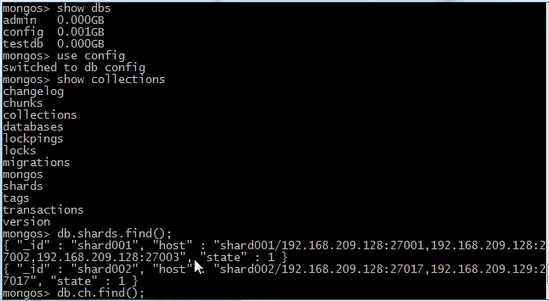 mongos> show dbs
admin   0.000GB
config  0.001GB
testdb  0.000GB
mongos> use config
switched to db config
mongos> show collections
changelog
chunks
collections
databases
lockpings
locks
migrations
mongos
shards
tags
transactions
version
mongos> db.shards.find();
{ "_id" : "shard001", "host" : "shard001/192.168.209.128:27001,192.168.209.128:2
7002,192.168.209.128:27003", "state" : 1 }
{ "_id" : "shard002", "host" : "shard002/192.168.209.128:27017,192.168.209.129:2
7017", "state" : 1 }
mongos> db.ch.find();